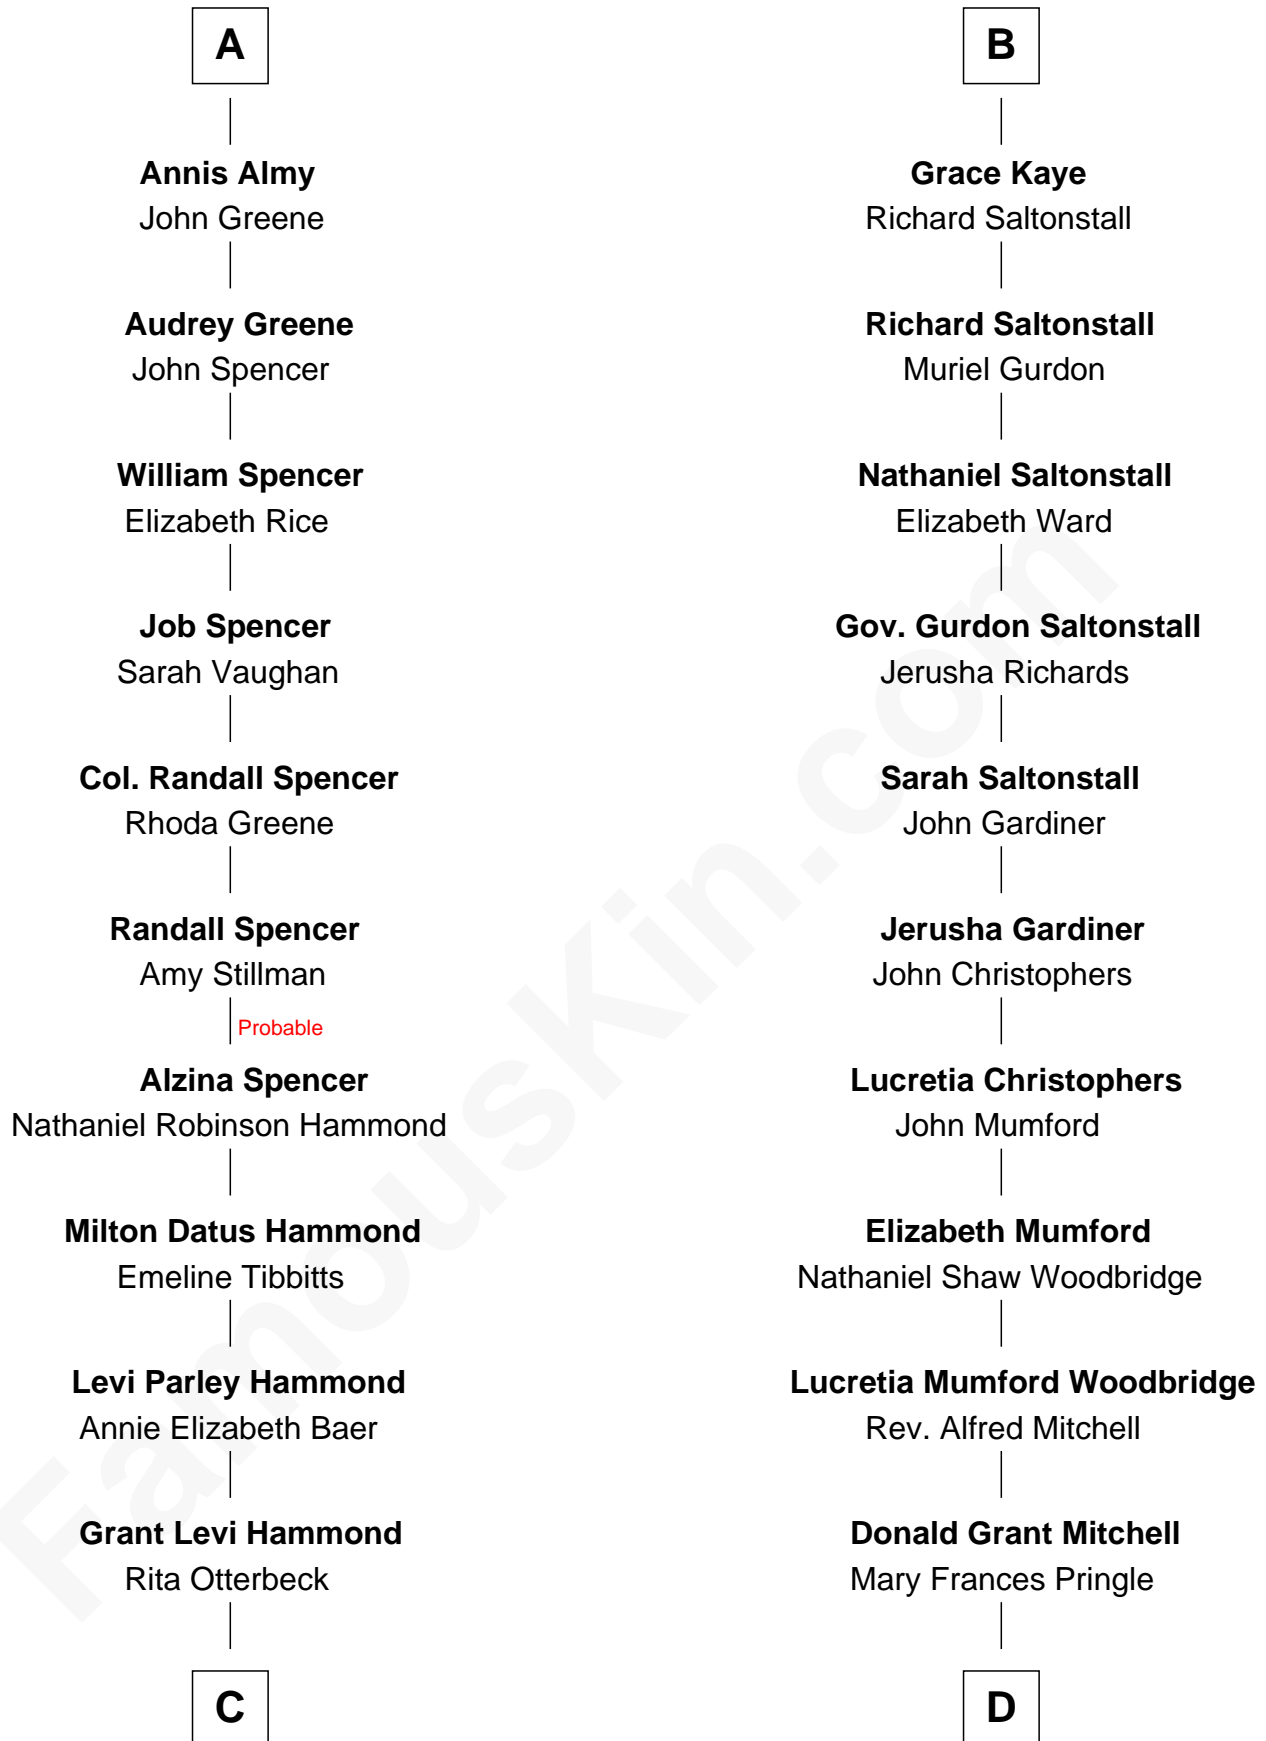 A
Annis Almy
John Greene
Audrey Greene
John Spencer
William Spencer
Elizabeth Rice
Job Spencer
Sarah Vaughan
Col. Randall Spencer
Rhoda Greene
Randall Spencer
Amy Stillman
Probable
Alzina Spencer
Nathaniel Robinson Hammond
Milton Datus Hammond
Emeline Tibbitts
Levi Parley Hammond
Annie Elizabeth Baer
Grant Levi Hammond
Rita Otterbeck
C
B
Grace Kaye
Richard Saltonstall
Richard Saltonstall
Muriel Gurdon
Nathaniel Saltonstall
Elizabeth Ward
Gov. Gurdon Saltonstall
Jerusha Richards
Sarah Saltonstall
John Gardiner
Jerusha Gardiner
John Christophers
Lucretia Christophers
John Mumford
Elizabeth Mumford
Nathaniel Shaw Woodbridge
Lucretia Mumford Woodbridge
Rev. Alfred Mitchell
Donald Grant Mitchell
Mary Frances Pringle
D
FamousKin.com